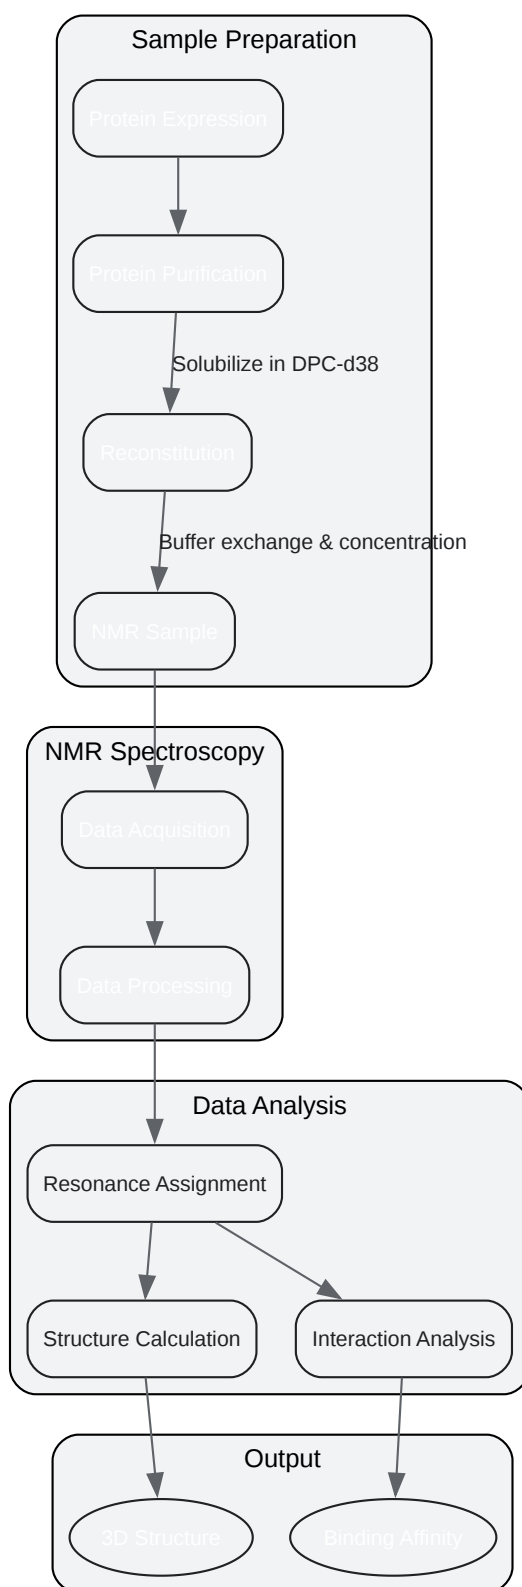 Sample Preparation
Protein Expression
Protein Purification
Solubilize in DPC-d38
Reconstitution
Buffer exchange & concentration
NMR Sample
NMR Spectroscopy
Data Acquisition
Data Processing
Data Analysis
Resonance Assignment
Structure Calculation
Interaction Analysis
Output
3D Structure
Binding Affinity